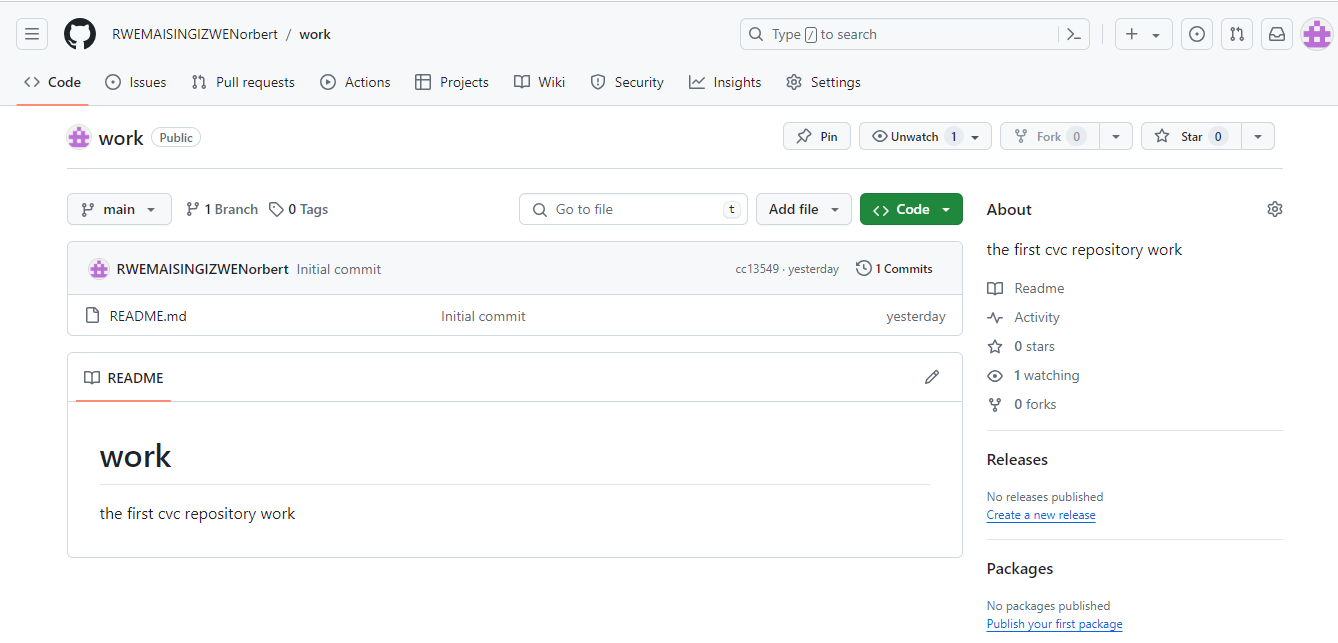 RWEMAISINGIZWENorbert / work Type / to search
Code Issues Pull requests Actions Projects Wiki Security Insights Settings
work Public Pin Unwatch 1 Fork 0 Star 0
main 1 Branch 0 Tags Go to file t Add file Code
RWEMAISINGIZWENorbert Initial commit cc13549 · yesterday 1 Commits
README.md Initial commit yesterday
README
work
the first cvc repository work
About
the first cvc repository work
Readme
Activity
0 stars
1 watching
0 forks
Releases
No releases published
Create a new release
Packages
No packages published
Publish your first package